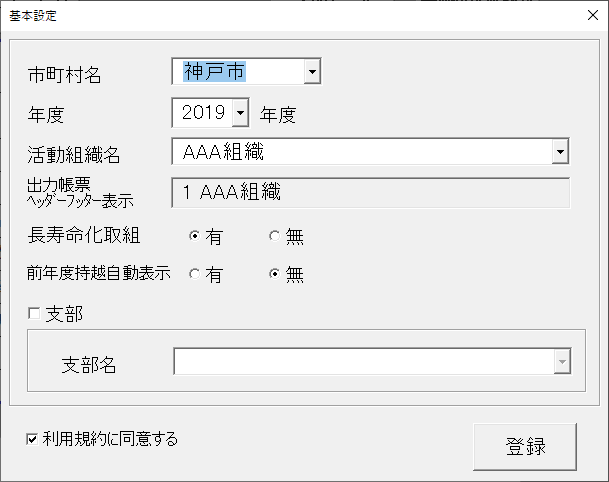 基本設定
市町村名 神戸市
年度 2019 年度
活動組織名 AAA組織
出力帳票
ﾍｯﾀﾞｰﾌｯﾀｰ表示 1 AAA組織
長寿命化取組 有 無
前年度持越自動表示 有 無
支部
支部名
利用規約に同意する
登録